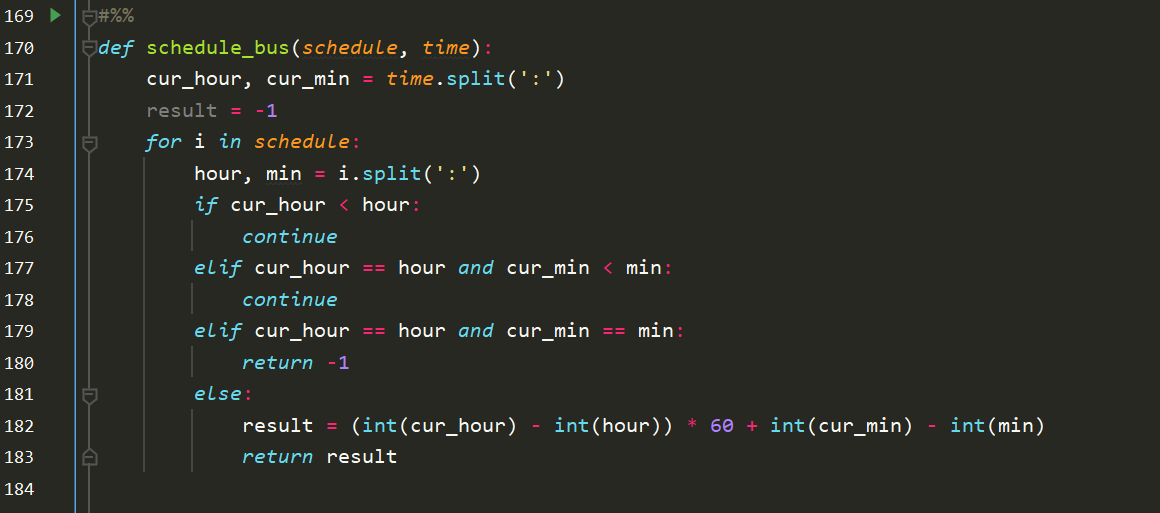 169 #%%
170 def schedule_bus(schedule, time):
171     cur_hour, cur_min = time.split(':')
172     result = -1
173     for i in schedule:
174         hour, min = i.split(':')
175         if cur_hour < hour:
176             continue
177         elif cur_hour == hour and cur_min < min:
178             continue
179         elif cur_hour == hour and cur_min == min:
180             return -1
181         else:
182             result = (int(cur_hour) - int(hour)) * 60 + int(cur_min) - int(min)
183             return result
184